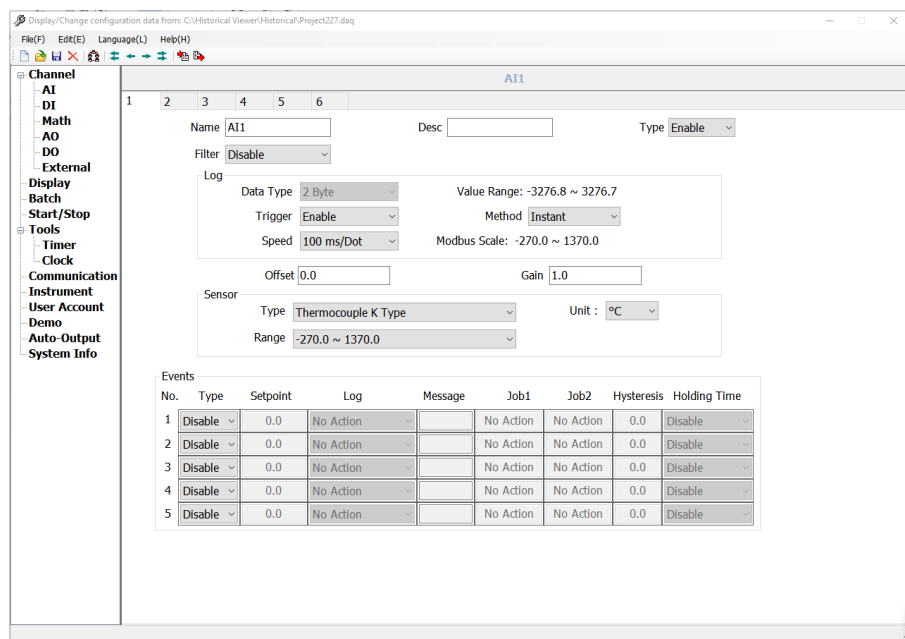 Display/Change configuration data from: C:\Historical Viewer\Historical\Project227.daq
File(F) Edit(E) Language(L) Help(H)
Channel
AI
DI
Math
AO
DO
External
Display
Batch
Start/Stop
Tools
Timer
Clock
Communication
Instrument
User Account
Demo
Auto-Output
System Info
AI1
1 2 3 4 5 6
Name AI1 Desc Type Enable
Filter Disable
Log
Data Type 2 Byte Value Range: -3276.8 ~ 3276.7
Trigger Enable Method Instant
Speed 100 ms/Dot Modbus Scale: -270.0 ~ 1370.0
Offset 0.0 Gain 1.0
Sensor
Type Thermocouple K Type Unit : ºC
Range -270.0 ~ 1370.0
Events
No. Type Setpoint Log Message Job1 Job2 Hysteresis Holding Time
1 Disable 0.0 No Action No Action No Action 0.0 Disable
2 Disable 0.0 No Action No Action No Action 0.0 Disable
3 Disable 0.0 No Action No Action No Action 0.0 Disable
4 Disable 0.0 No Action No Action No Action 0.0 Disable
5 Disable 0.0 No Action No Action No Action 0.0 Disable